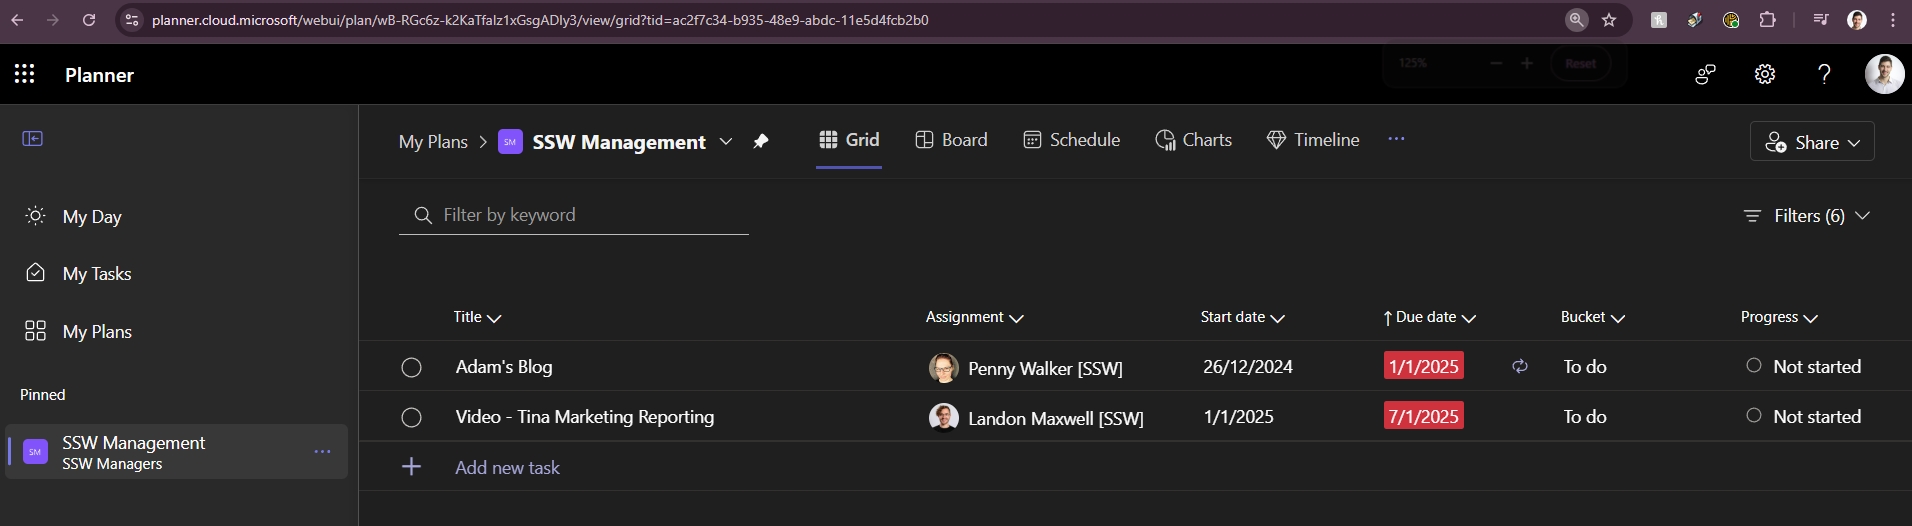 planner.cloud.microsoft/webui/plan/wB-RGc6z-k2KaTfalz1xGsgADly3/view/grid?tid=ac2f7c34-b935-48e9-abdc-11e5d4fcb2b0
Planner
125% Reset
My Plans SM SSW Management Grid Board Schedule Charts Timeline Share
My Day
Filter by keyword Filters (6)
My Tasks
My Plans
Title Assignment Start date Due date Bucket Progress
Adam's Blog Penny Walker [SSW] 26/12/2024 1/1/2025 To do Not started
Video - Tina Marketing Reporting Landon Maxwell [SSW] 1/1/2025 7/1/2025 To do Not started
Add new task
Pinned
SM SSW Management
SSW Managers